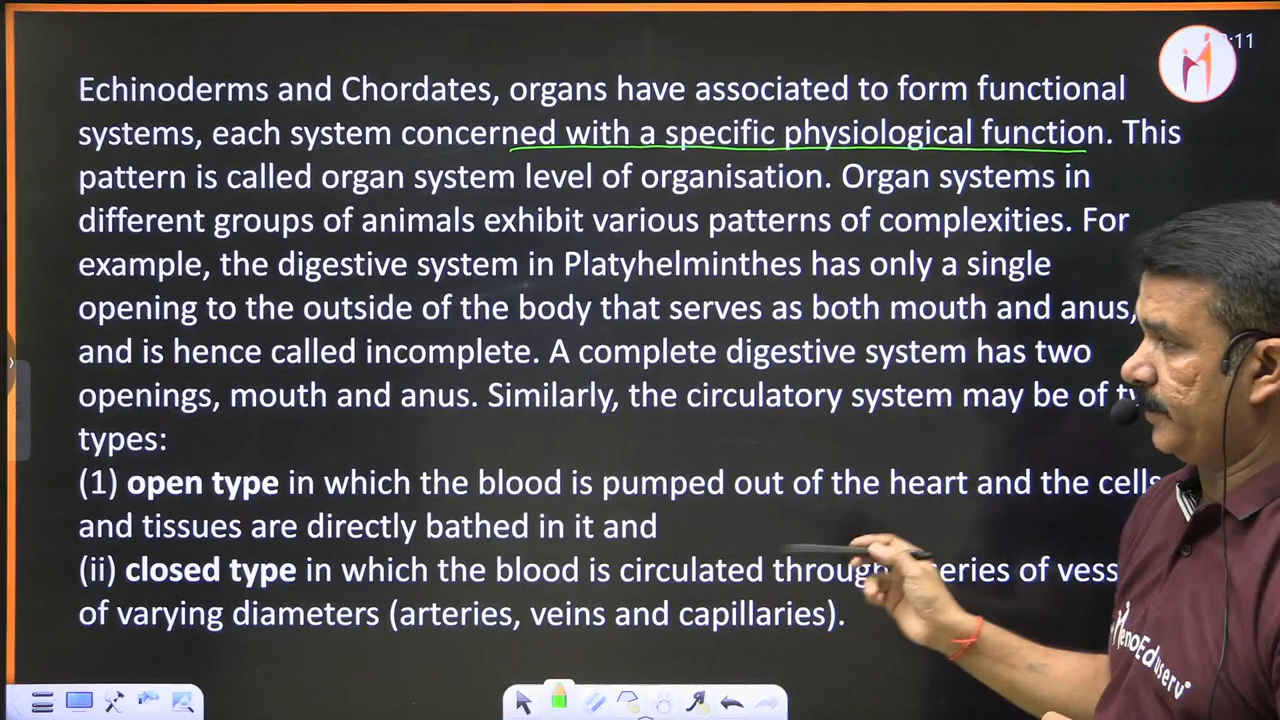 :11
Echinoderms and Chordates, organs have associated to form functional
systems, each system concerned with a specific physiological function. This
pattern is called organ system level of organisation. Organ systems in
different groups of animals exhibit various patterns of complexities. For
example, the digestive system in Platyhelminthes has only a single
opening to the outside of the body that serves as both mouth and anus,
and is hence called incomplete. A complete digestive system has two
openings, mouth and anus. Similarly, the circulatory system may be of
types:
(1) open type in which the blood is pumped out of the heart and the cells
and tissues are directly bathed in it and
(ii) closed type in which the blood is circulated through series of
of varying diameters (arteries, veins and capillaries).
MenoEduserv